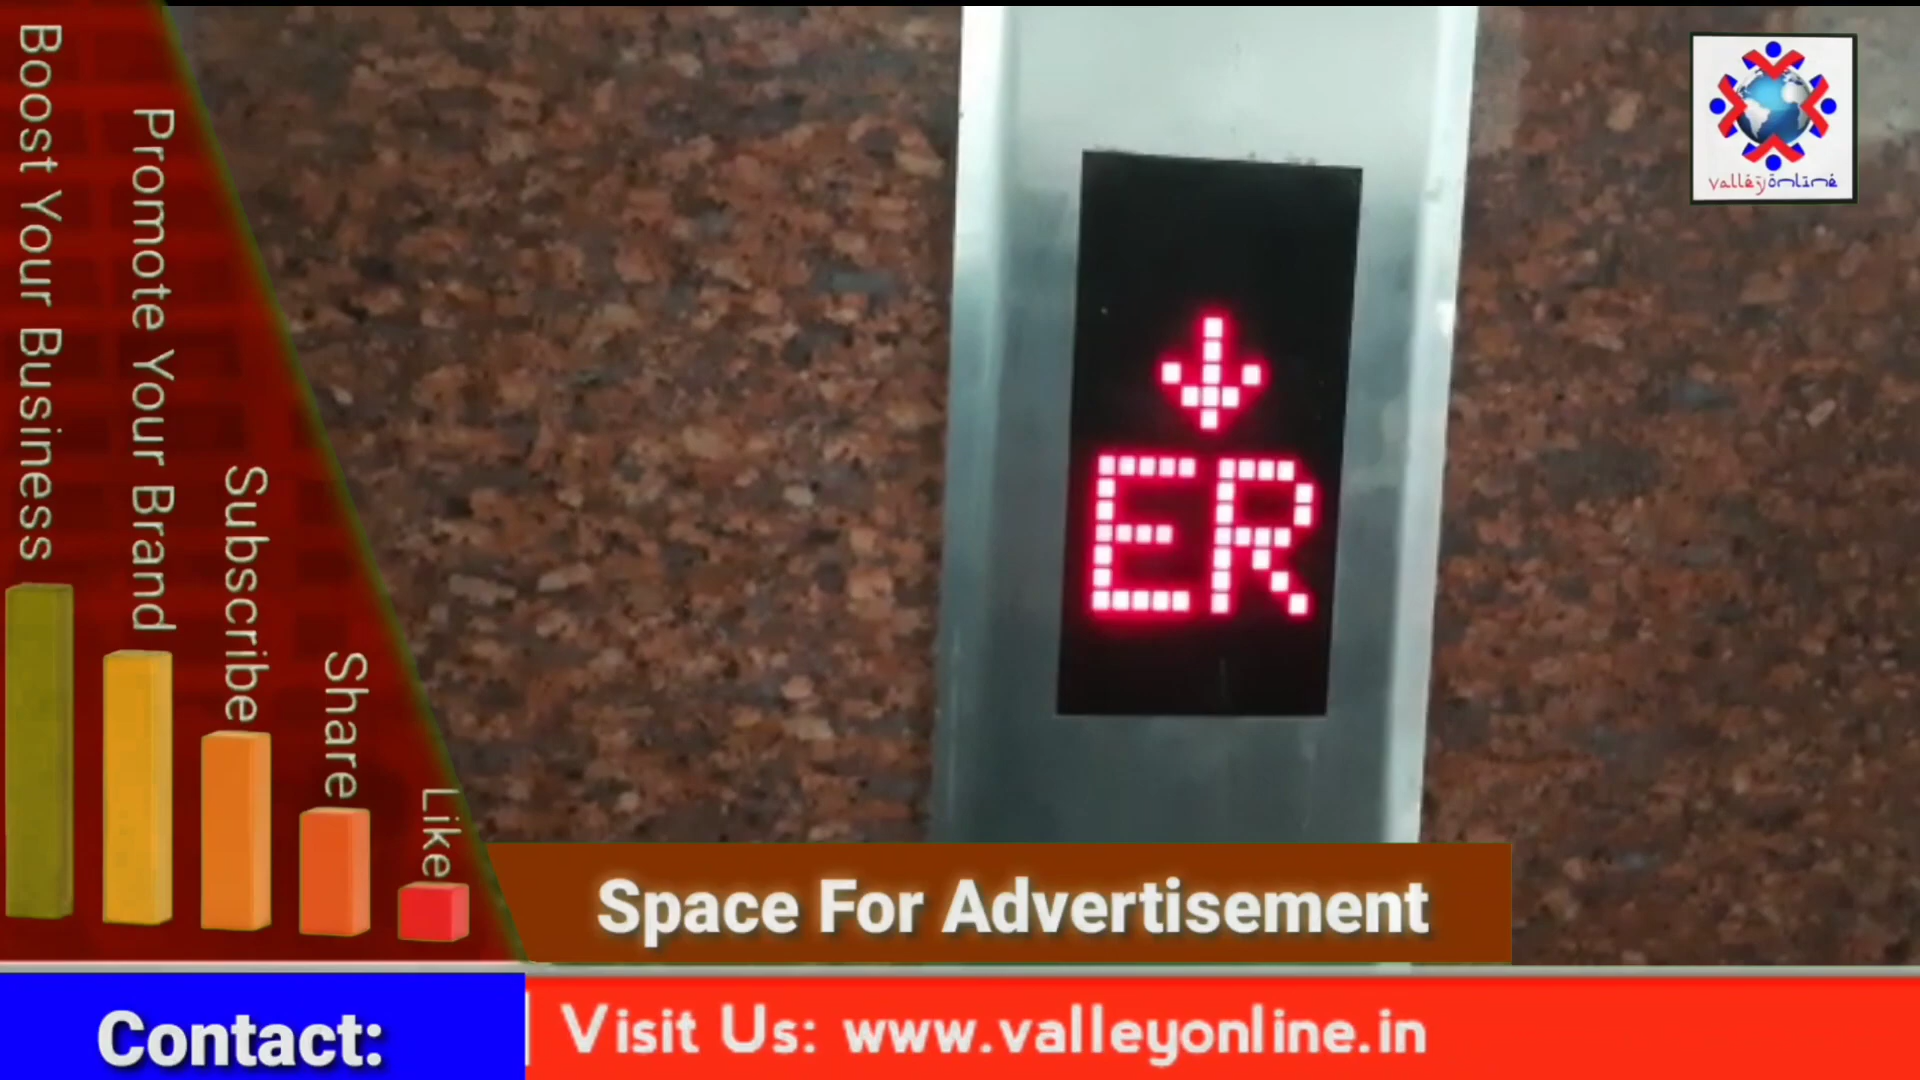 Boost Your Business
Promote Your Brand
Subscribe
Share
Like
valleyonline
ER
Space For Advertisement
Contact:
Visit Us: www.valleyonline.in